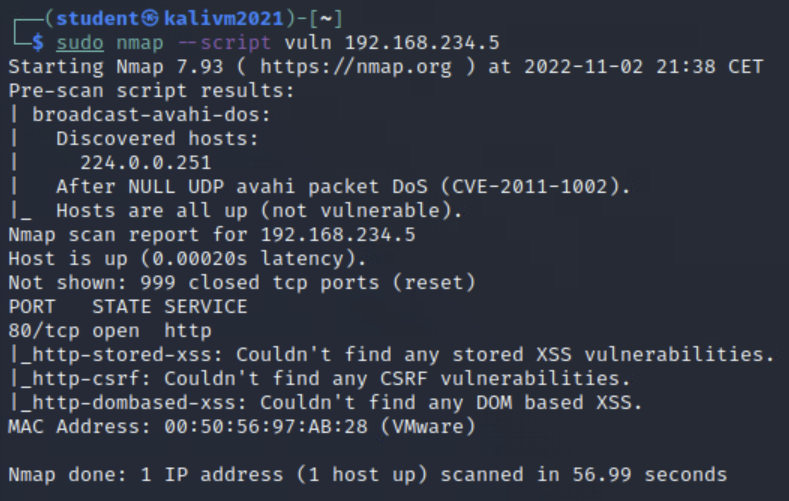 ┌──(student㉿kalivm2021)-[~]
└─$ sudo nmap --script vuln 192.168.234.5
Starting Nmap 7.93 ( https://nmap.org ) at 2022-11-02 21:38 CET
Pre-scan script results:
| broadcast-avahi-dos:
|   Discovered hosts:
|     224.0.0.251
|   After NULL UDP avahi packet DoS (CVE-2011-1002).
|_  Hosts are all up (not vulnerable).
Nmap scan report for 192.168.234.5
Host is up (0.00020s latency).
Not shown: 999 closed tcp ports (reset)
PORT   STATE SERVICE
80/tcp open  http
|_http-stored-xss: Couldn't find any stored XSS vulnerabilities.
|_http-csrf: Couldn't find any CSRF vulnerabilities.
|_http-dombased-xss: Couldn't find any DOM based XSS.
MAC Address: 00:50:56:97:AB:28 (VMware)

Nmap done: 1 IP address (1 host up) scanned in 56.99 seconds